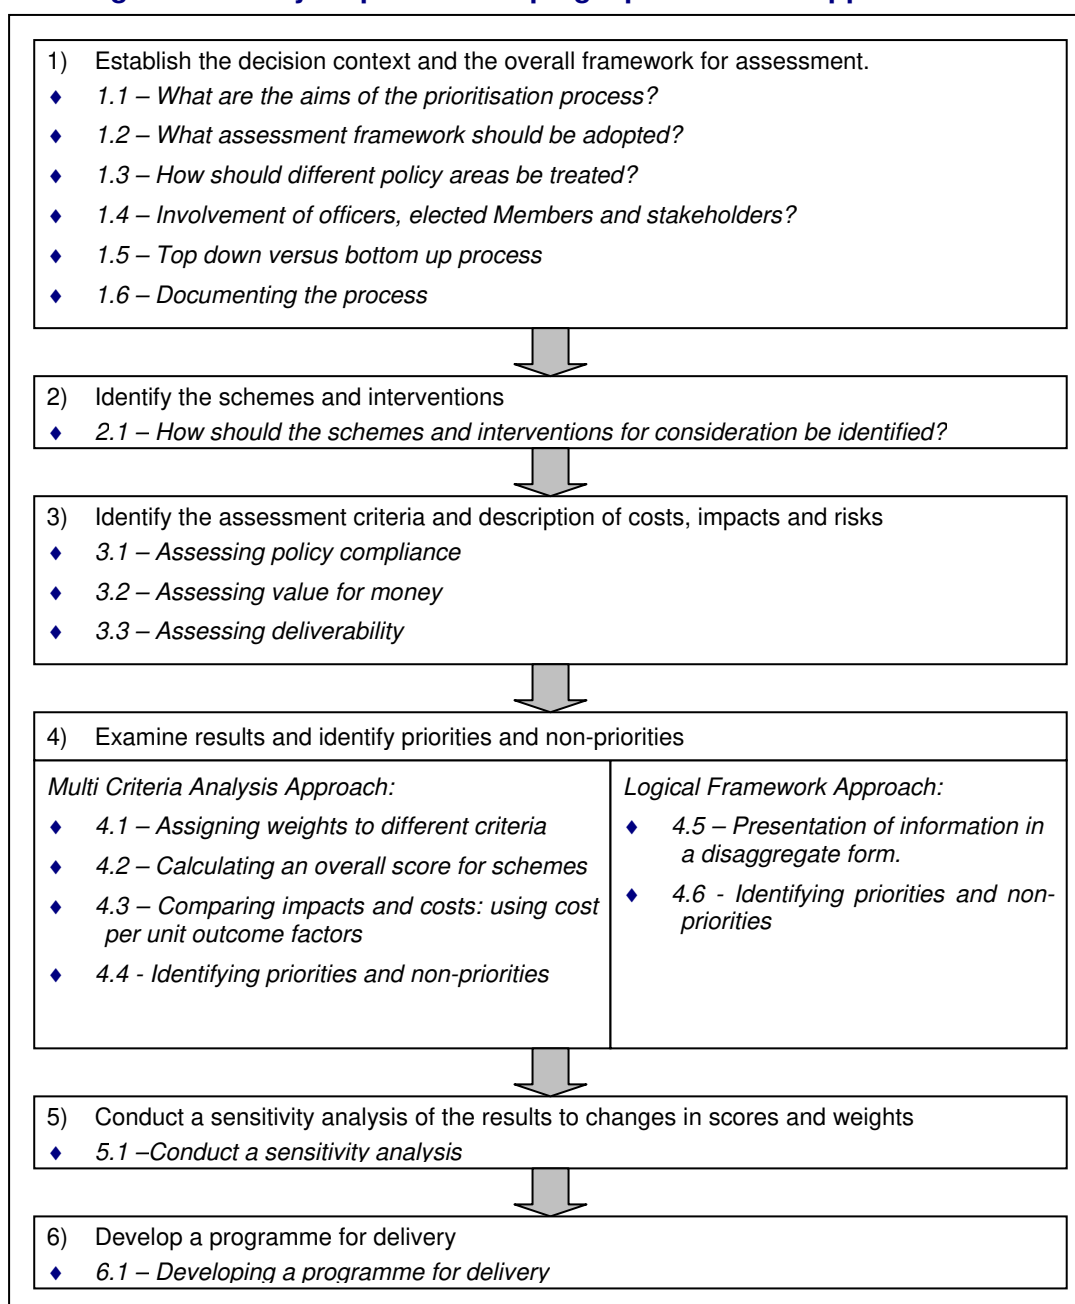 1) Establish the decision context and the overall framework for assessment.
♦ 1.1 – What are the aims of the prioritisation process?
♦ 1.2 – What assessment framework should be adopted?
♦ 1.3 – How should different policy areas be treated?
♦ 1.4 – Involvement of officers, elected Members and stakeholders?
♦ 1.5 – Top down versus bottom up process
♦ 1.6 – Documenting the process
2) Identify the schemes and interventions
♦ 2.1 – How should the schemes and interventions for consideration be identified?
3) Identify the assessment criteria and description of costs, impacts and risks
♦ 3.1 – Assessing policy compliance
♦ 3.2 – Assessing value for money
♦ 3.3 – Assessing deliverability
4) Examine results and identify priorities and non-priorities
Multi Criteria Analysis Approach:
♦ 4.1 – Assigning weights to different criteria
♦ 4.2 – Calculating an overall score for schemes
♦ 4.3 – Comparing impacts and costs: using cost
per unit outcome factors
♦ 4.4 - Identifying priorities and non-priorities
Logical Framework Approach:
♦ 4.5 – Presentation of information in
a disaggregate form.
♦ 4.6 - Identifying priorities and non-
priorities
5) Conduct a sensitivity analysis of the results to changes in scores and weights
♦ 5.1 –Conduct a sensitivity analysis
6) Develop a programme for delivery
♦ 6.1 – Developing a programme for delivery